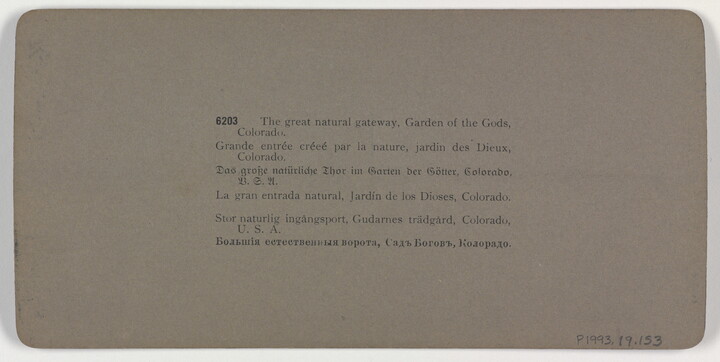 6203 The great natural gateway, Garden of the Gods,
Colorado.
Grande entrée créeé par la nature, jardin des Dieux,
Colorado.
Das große natürliche Thor im Garten der Götter, Colorado,
V. S. A.
La gran entrada natural, Jardín de los Dioses, Colorado.
Stor naturlig ingångsport, Gudarnes trädgård, Colorado,
U. S. A.
Большія естественныя ворота, Садъ Боговъ, Колорадо.
P1993.19.153